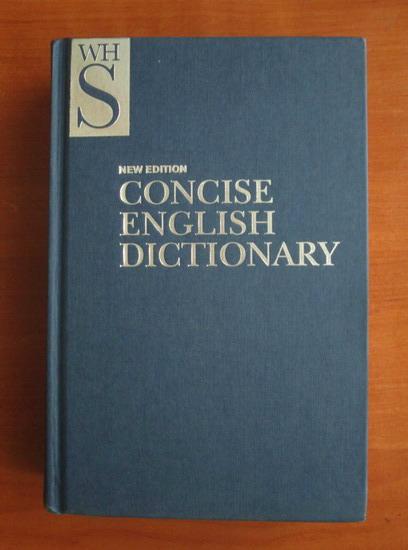 WH
S
NEW EDITION
CONCISE
ENGLISH
DICTIONARY